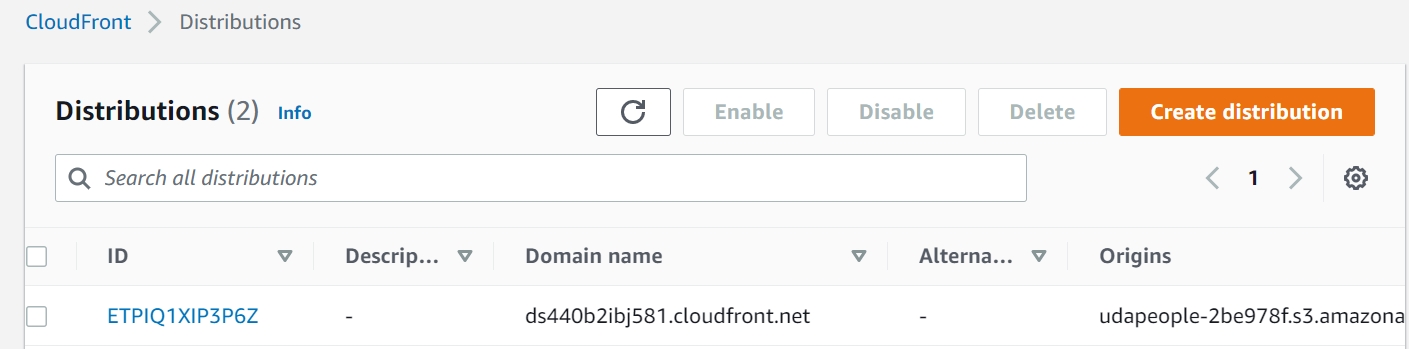 CloudFront > Distributions
Distributions (2) Info Enable Disable Delete Create distribution
Search all distributions 1
ID Descrip... Domain name Alterna... Origins
ETPIQ1XIP3P6Z - ds440b2ibj581.cloudfront.net - udapeople-2be978f.s3.amazona